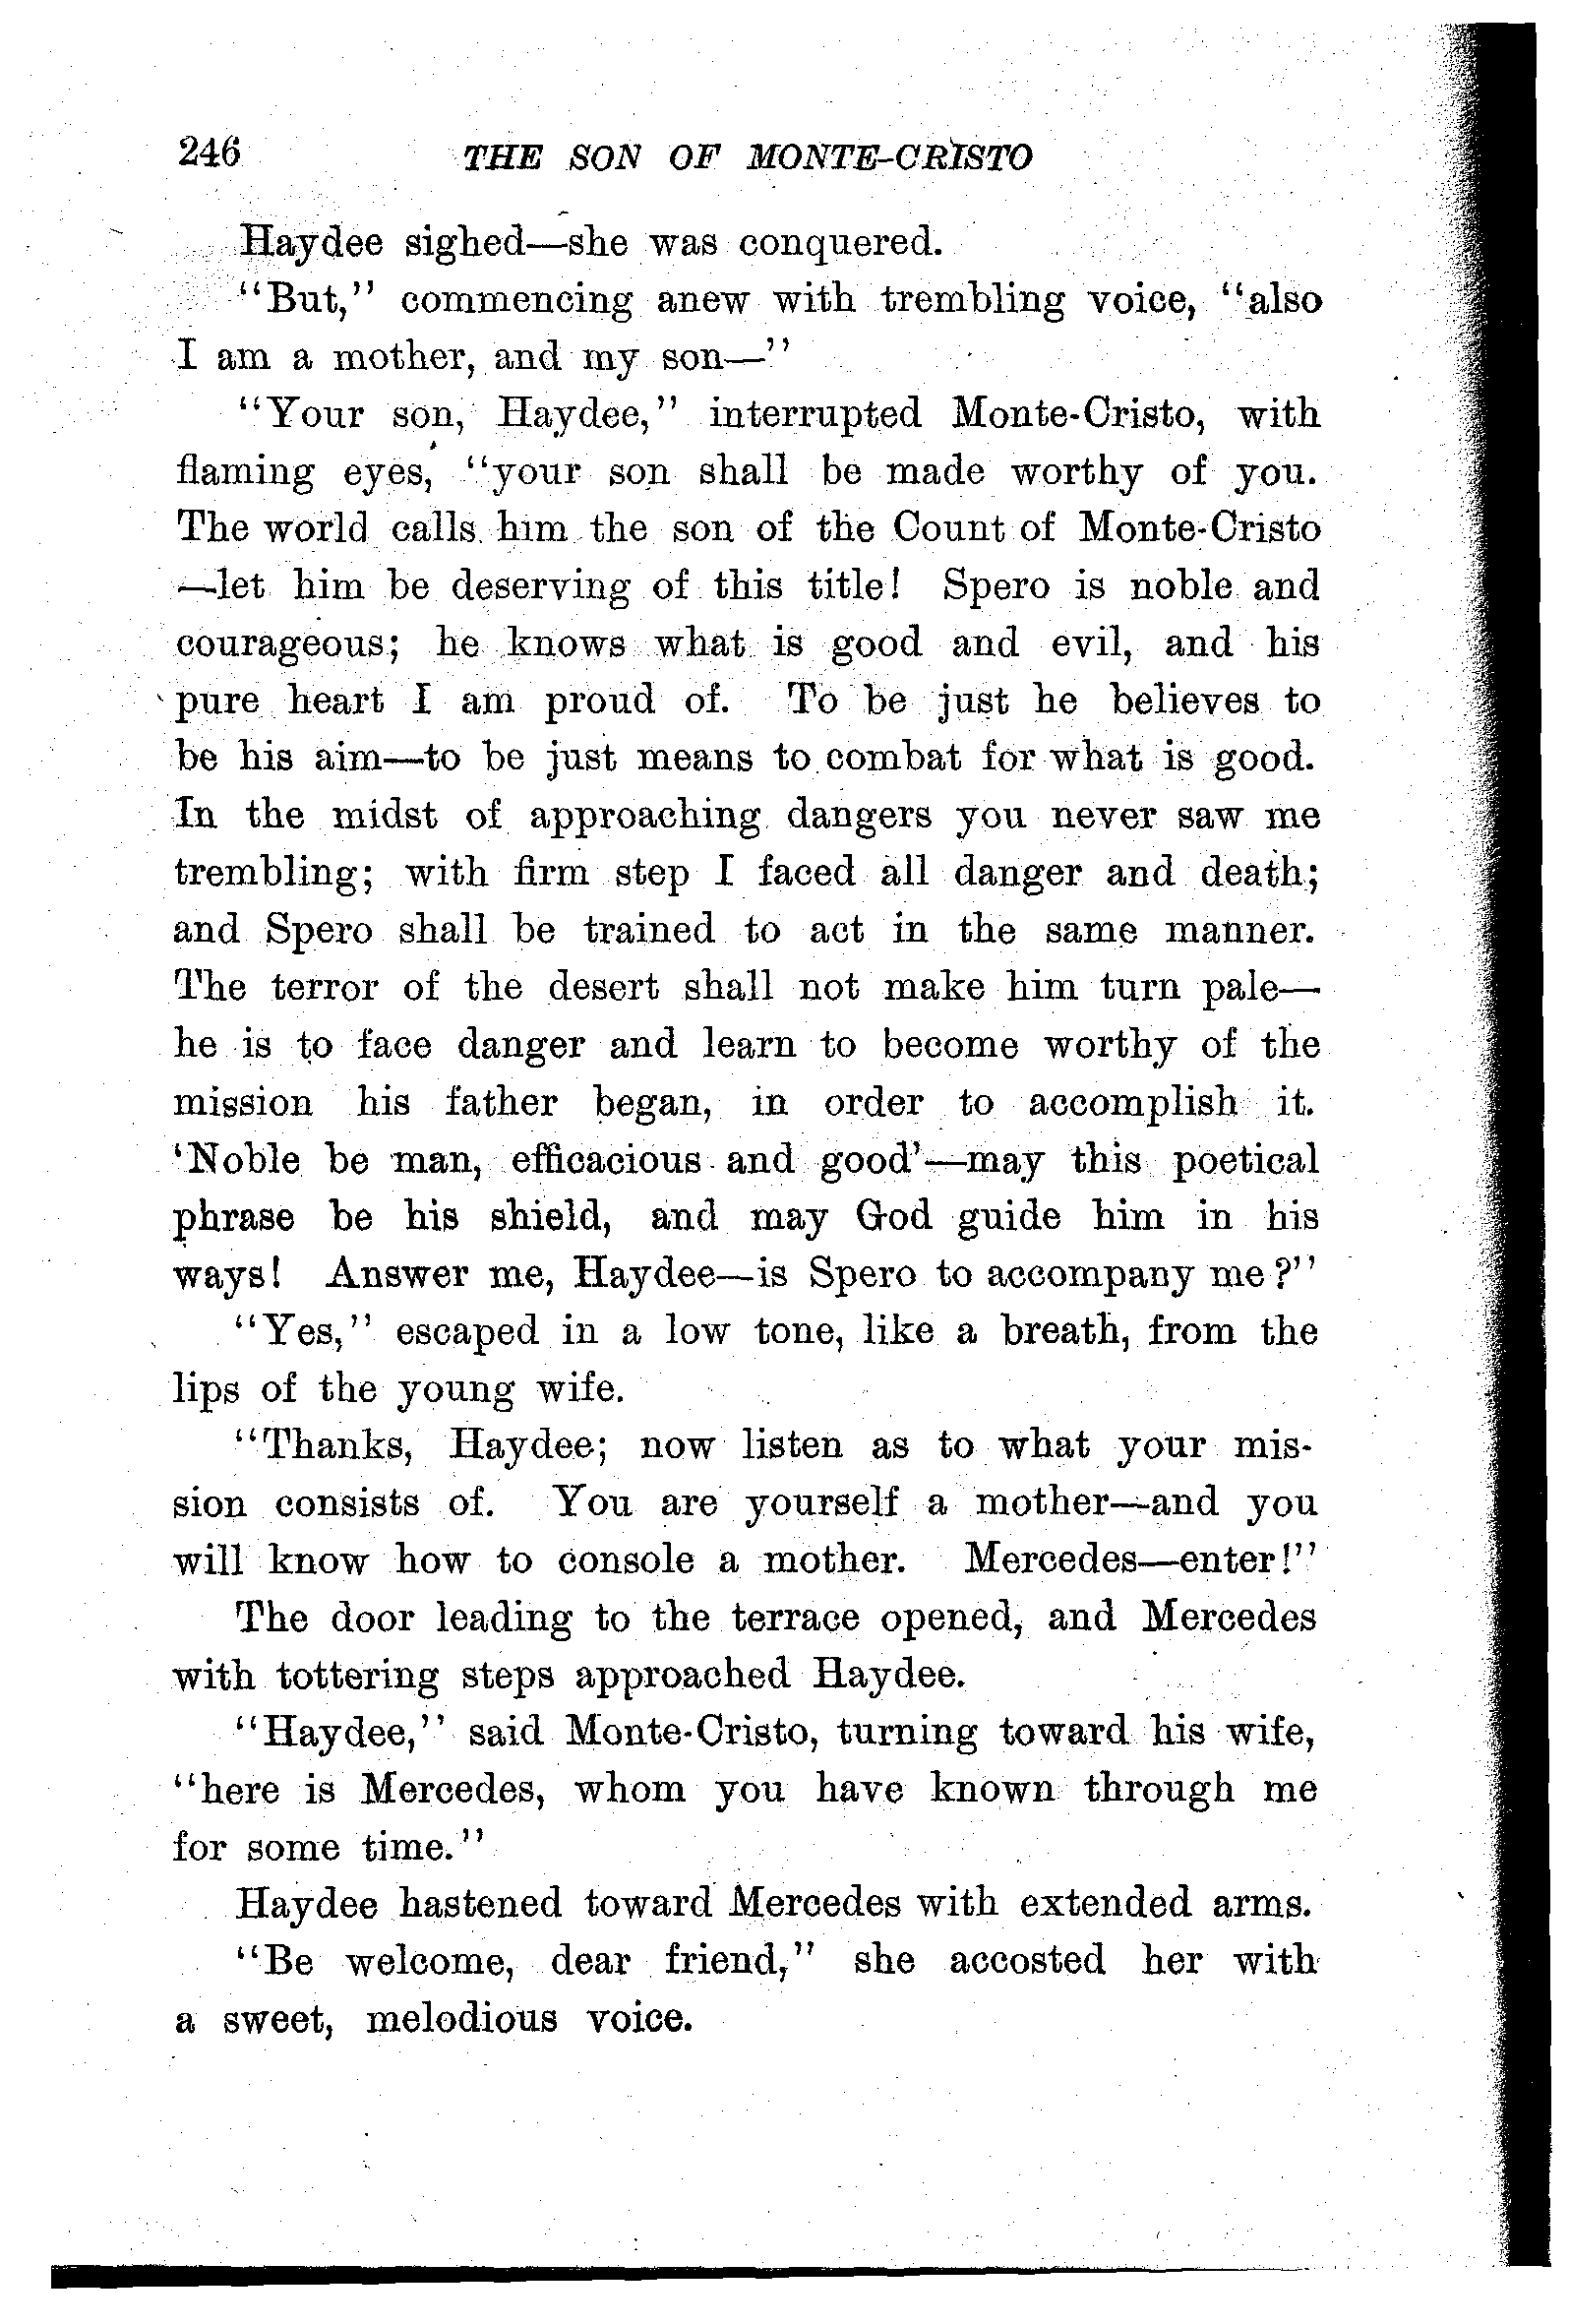 246 THE SON OF MONTE-CRISTO
Haydee sighed—she was conquered.
"But," commencing anew with trembling voice, "also
I am a mother, and my son—"
"Your son, Haydee," interrupted Monte-Cristo, with
flaming eyes, "your son shall be made worthy of you.
The world calls him the son of the Count of Monte-Cristo
—let him be deserving of this title! Spero is noble and
courageous; he knows what is good and evil, and his
pure heart I am proud of. To be just he believes to
be his aim—to be just means to combat for what is good.
In the midst of approaching dangers you never saw me
trembling; with firm step I faced all danger and death;
and Spero shall be trained to act in the same manner.
The terror of the desert shall not make him turn pale—
he is to face danger and learn to become worthy of the
mission his father began, in order to accomplish it.
'Noble be man, efficacious and good'—may this poetical
phrase be his shield, and may God guide him in his
ways! Answer me, Haydee—is Spero to accompany me?"
"Yes," escaped in a low tone, like a breath, from the
lips of the young wife.
"Thanks, Haydee; now listen as to what your mis-
sion consists of. You are yourself a mother—and you
will know how to console a mother. Mercedes—enter!"
The door leading to the terrace opened, and Mercedes
with tottering steps approached Haydee.
"Haydee," said Monte-Cristo, turning toward his wife,
"here is Mercedes, whom you have known through me
for some time."
Haydee hastened toward Mercedes with extended arms.
"Be welcome, dear friend," she accosted her with
a sweet, melodious voice.